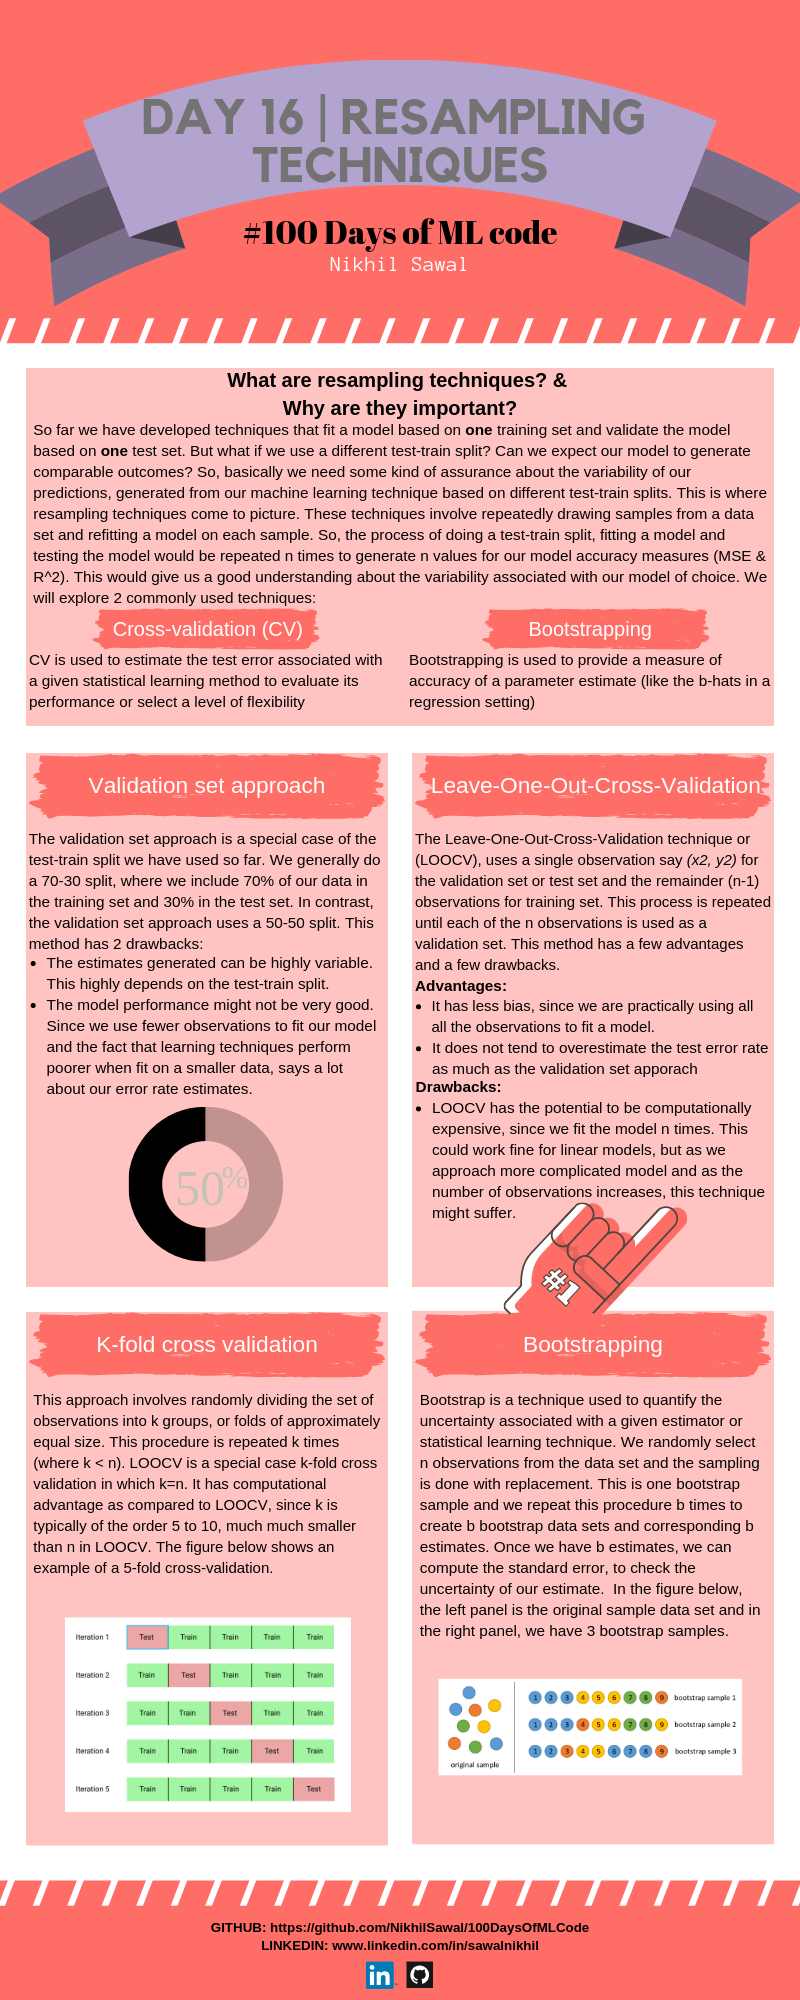 DAY 16 | RESAMPLING
TECHNIQUES
#100 Days of ML code
Nikhil Sawal
What are resampling techniques? &
Why are they important?
So far we have developed techniques that fit a model based on one training set and validate the model
based on one test set. But what if we use a different test-train split? Can we expect our model to generate
comparable outcomes? So, basically we need some kind of assurance about the variability of our
predictions, generated from our machine learning technique based on different test-train splits. This is where
resampling techniques come to picture. These techniques involve repeatedly drawing samples from a data
set and refitting a model on each sample. So, the process of doing a test-train split, fitting a model and
testing the model would be repeated n times to generate n values for our model accuracy measures (MSE &
R^2). This would give us a good understanding about the variability associated with our model of choice. We
will explore 2 commonly used techniques:
Cross-validation (CV)
CV is used to estimate the test error associated with
a given statistical learning method to evaluate its
performance or select a level of flexibility
Bootstrapping
Bootstrapping is used to provide a measure of
accuracy of a parameter estimate (like the b-hats in a
regression setting)
Validation set approach
The validation set approach is a special case of the
test-train split we have used so far. We generally do
a 70-30 split, where we include 70% of our data in
the training set and 30% in the test set. In contrast,
the validation set approach uses a 50-50 split. This
method has 2 drawbacks:
• The estimates generated can be highly variable.
This highly depends on the test-train split.
• The model performance might not be very good.
Since we use fewer observations to fit our model
and the fact that learning techniques perform
poorer when fit on a smaller data, says a lot
about our error rate estimates.
50%
Leave-One-Out-Cross-Validation
The Leave-One-Out-Cross-Validation technique or
(LOOCV), uses a single observation say (x2, y2) for
the validation set or test set and the remainder (n-1)
observations for training set. This process is repeated
until each of the n observations is used as a
validation set. This method has a few advantages
and a few drawbacks.
Advantages:
• It has less bias, since we are practically using all
all the observations to fit a model.
• It does not tend to overestimate the test error rate
as much as the validation set apporach
Drawbacks:
• LOOCV has the potential to be computationally
expensive, since we fit the model n times. This
could work fine for linear models, but as we
approach more complicated model and as the
number of observations increases, this technique
might suffer.
#1
K-fold cross validation
This approach involves randomly dividing the set of
observations into k groups, or folds of approximately
equal size. This procedure is repeated k times
(where k < n). LOOCV is a special case k-fold cross
validation in which k=n. It has computational
advantage as compared to LOOCV, since k is
typically of the order 5 to 10, much much smaller
than n in LOOCV. The figure below shows an
example of a 5-fold cross-validation.
Iteration 1 Test Train Train Train Train
Iteration 2 Train Test Train Train Train
Iteration 3 Train Train Test Train Train
Iteration 4 Train Train Train Test Train
Iteration 5 Train Train Train Train Test
Bootstrapping
Bootstrap is a technique used to quantify the
uncertainty associated with a given estimator or
statistical learning technique. We randomly select
n observations from the data set and the sampling
is done with replacement. This is one bootstrap
sample and we repeat this procedure b times to
create b bootstrap data sets and corresponding b
estimates. Once we have b estimates, we can
compute the standard error, to check the
uncertainty of our estimate. In the figure below,
the left panel is the original sample data set and in
the right panel, we have 3 bootstrap samples.
original sample
1 2 3 4 5 6 7 8 9 bootstrap sample 1
1 2 3 4 5 6 7 8 9 bootstrap sample 2
1 2 3 4 5 6 7 8 9 bootstrap sample 3
GITHUB: https://github.com/NikhilSawal/100DaysOfMLCode
LINKEDIN: www.linkedin.com/in/sawalnikhil
in